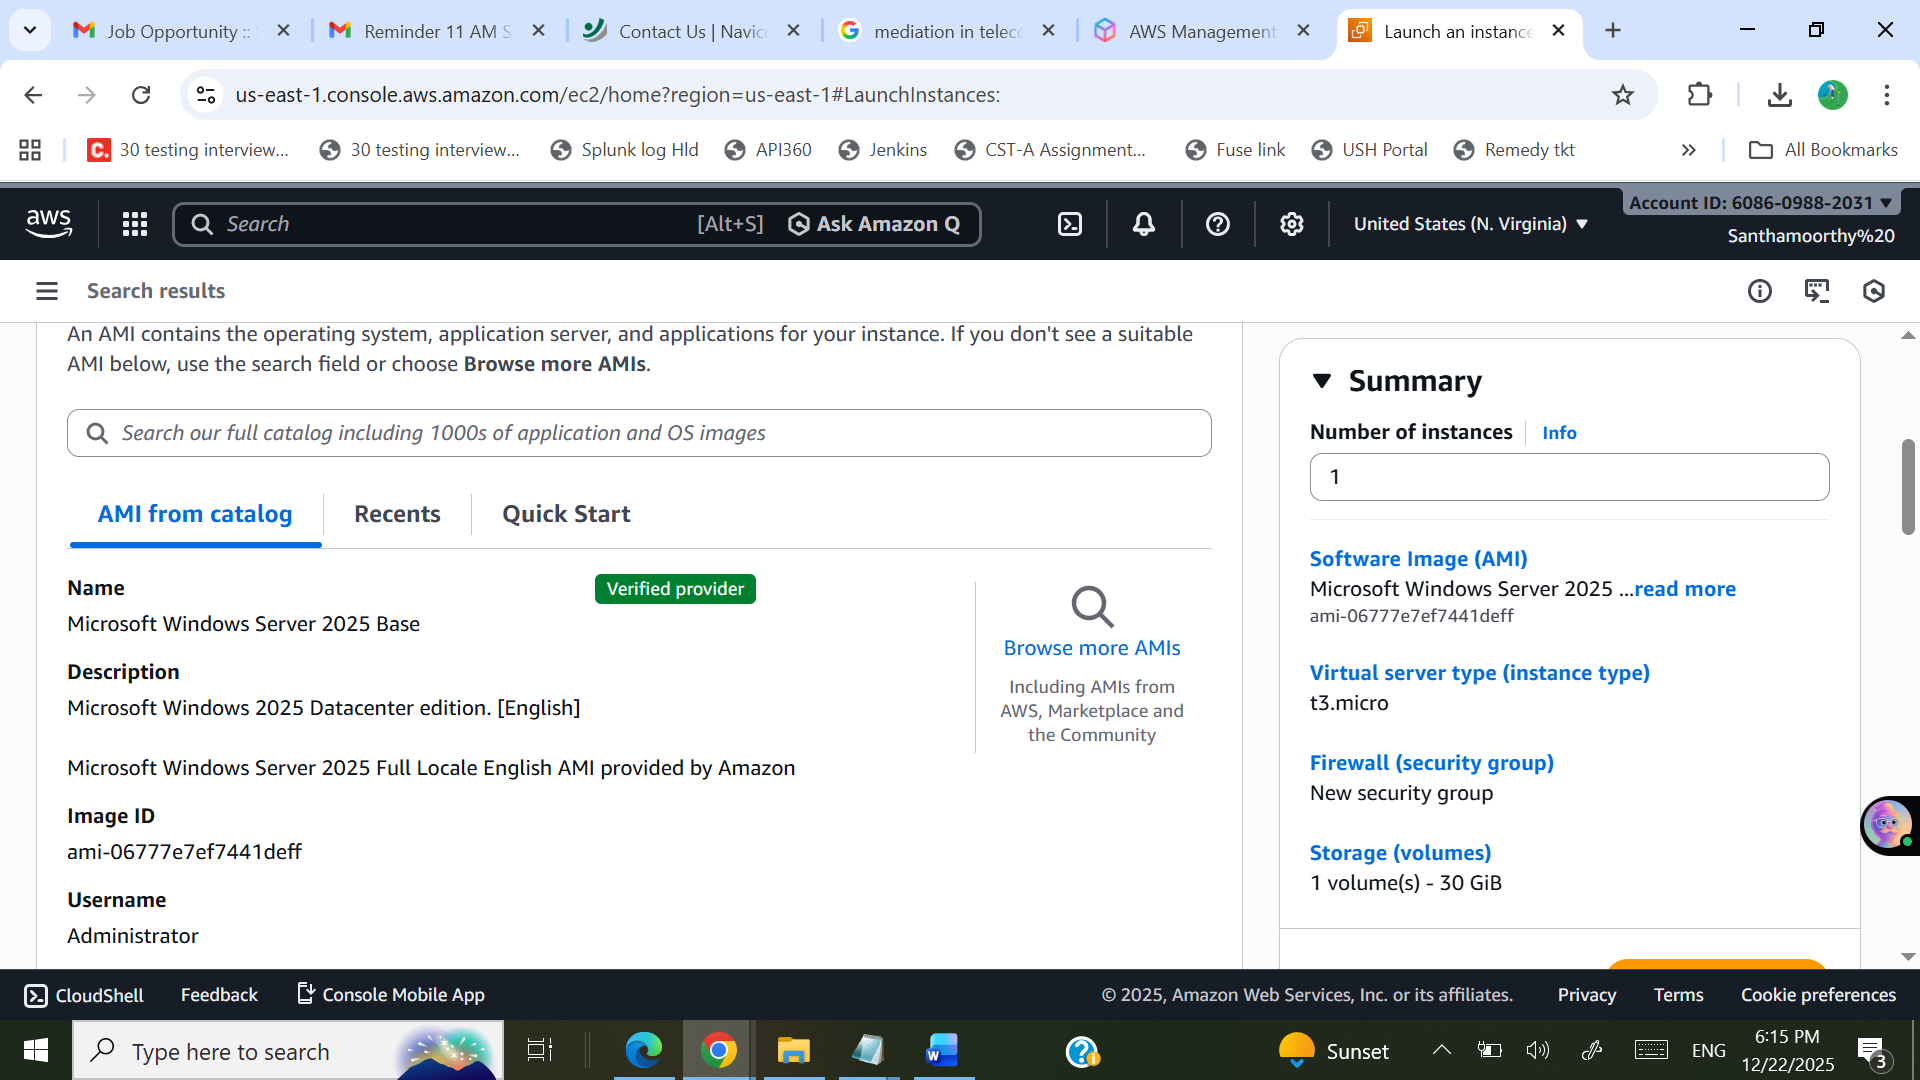 Job Opportunity ::
Reminder 11 AM S
Contact Us | Navic
mediation in telec
AWS Management
Launch an instance
us-east-1.console.aws.amazon.com/ec2/home?region=us-east-1#LaunchInstances:
30 testing interview...
30 testing interview...
Splunk log Hld
API360
Jenkins
CST-A Assignment...
Fuse link
USH Portal
Remedy tkt
All Bookmarks
aws
Search
[Alt+S]
Ask Amazon Q
United States (N. Virginia)
Account ID: 6086-0988-2031
Santhamoorthy%20
Search results
An AMI contains the operating system, application server, and applications for your instance. If you don't see a suitable
AMI below, use the search field or choose Browse more AMIs.
Search our full catalog including 1000s of application and OS images
AMI from catalog
Recents
Quick Start
Name
Verified provider
Microsoft Windows Server 2025 Base
Description
Microsoft Windows 2025 Datacenter edition. [English]
Microsoft Windows Server 2025 Full Locale English AMI provided by Amazon
Image ID
ami-06777e7ef7441deff
Username
Administrator
Browse more AMIs
Including AMIs from
AWS, Marketplace and
the Community
Summary
Number of instances
Info
1
Software Image (AMI)
Microsoft Windows Server 2025 ...read more
ami-06777e7ef7441deff
Virtual server type (instance type)
t3.micro
Firewall (security group)
New security group
Storage (volumes)
1 volume(s) - 30 GiB
CloudShell
Feedback
Console Mobile App
© 2025, Amazon Web Services, Inc. or its affiliates.
Privacy
Terms
Cookie preferences
Type here to search
Sunset
ENG
6:15 PM
12/22/2025
3